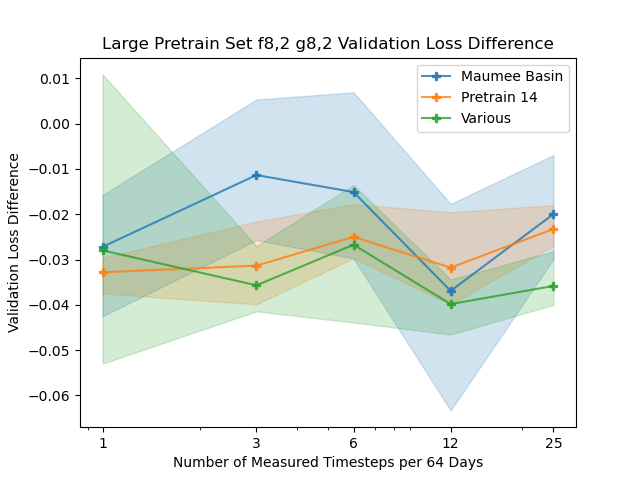 Large Pretrain Set f8,2 g8,2 Validation Loss Difference
Maumee Basin
Pretrain 14
Various
0.01
0.00
−0.01
−0.02
−0.03
−0.04
−0.05
−0.06
Validation Loss Difference
1 3 6 12 25
Number of Measured Timesteps per 64 Days